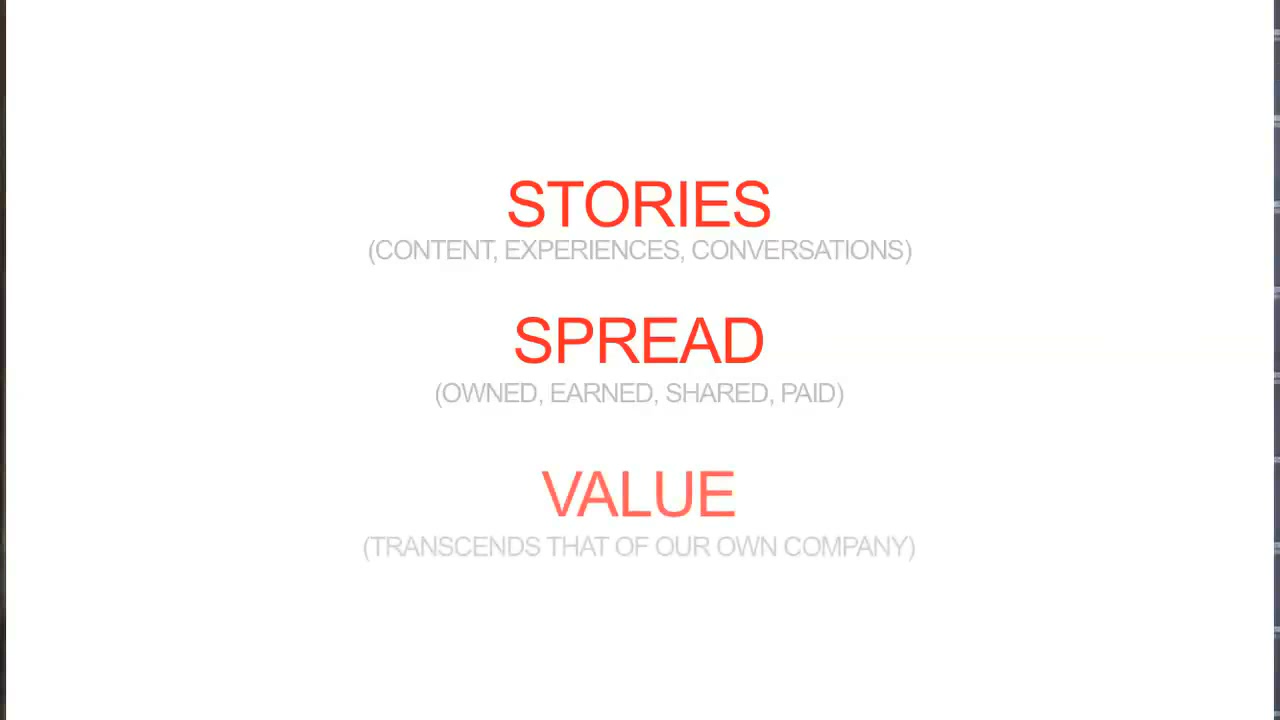 STORIES
(CONTENT, EXPERIENCES, CONVERSATIONS)
SPREAD
(OWNED, EARNED, SHARED, PAID)
VALUE
(TRANSCENDS THAT OF OUR OWN COMPANY)